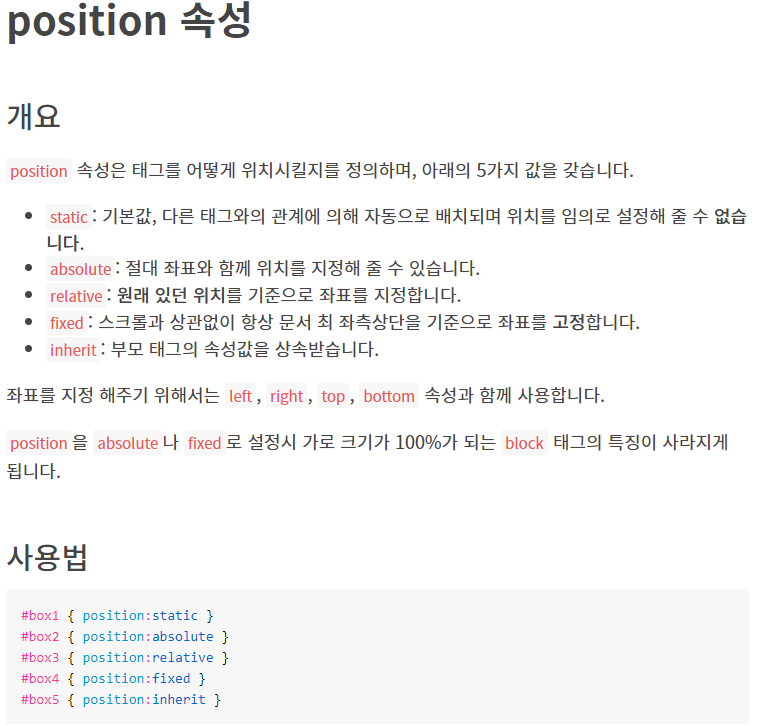 position 속성
개요
position 속성은 태그를 어떻게 위치시킬지를 정의하며, 아래의 5가지 값을 갖습니다.
static : 기본값, 다른 태그와의 관계에 의해 자동으로 배치되며 위치를 임의로 설정해 줄 수 없습
니다.
absolute : 절대 좌표와 함께 위치를 지정해 줄 수 있습니다.
relative : 원래 있던 위치를 기준으로 좌표를 지정합니다.
fixed : 스크롤과 상관없이 항상 문서 최 좌측상단을 기준으로 좌표를 고정합니다.
inherit : 부모 태그의 속성값을 상속받습니다.
좌표를 지정 해주기 위해서는 left , right , top , bottom 속성과 함께 사용합니다.
position 을 absolute 나 fixed 로 설정시 가로 크기가 100%가 되는 block 태그의 특징이 사라지게
됩니다.
사용법
#box1 { position:static }
#box2 { position:absolute }
#box3 { position:relative }
#box4 { position:fixed }
#box5 { position:inherit }